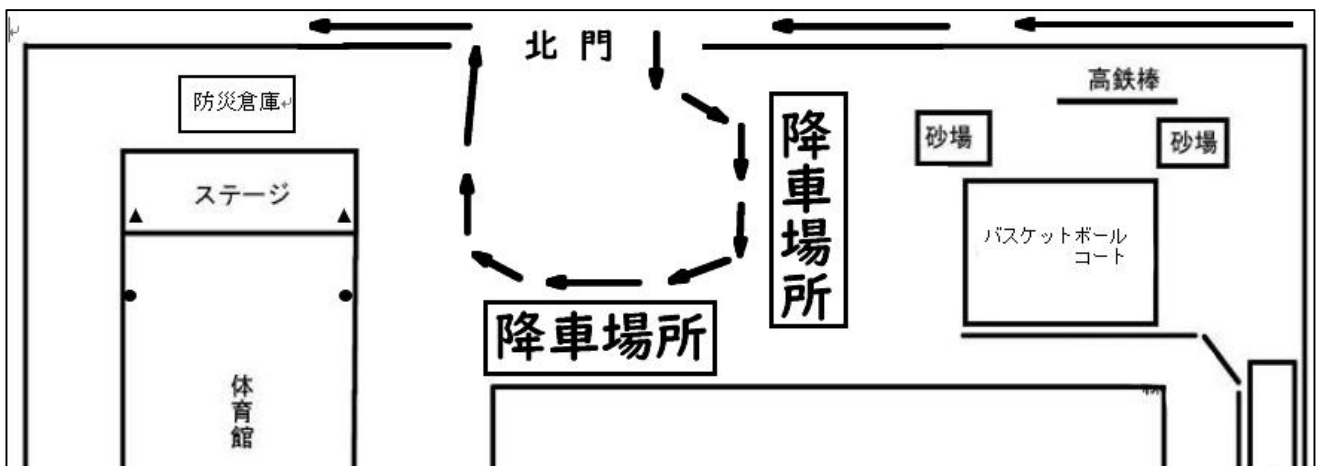 北門
高鉄棒
防災倉庫
降車場所
砂場
砂場
ステージ
バスケットボール
コート
降車場所
体育館